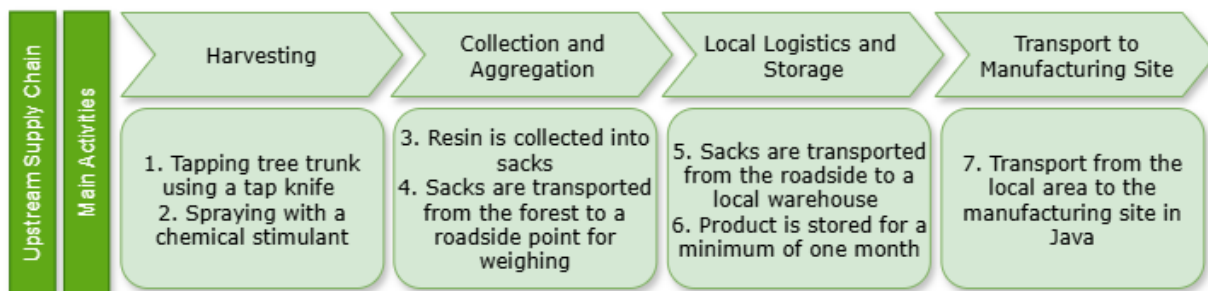 Upstream Supply Chain
Main Activities
Harvesting
Collection and
Aggregation
Local Logistics and
Storage
Transport to
Manufacturing Site
1. Tapping tree trunk
using a tap knife
2. Spraying with a
chemical stimulant
3. Resin is collected into
sacks
4. Sacks are transported
from the forest to a
roadside point for
weighing
5. Sacks are transported
from the roadside to a
local warehouse
6. Product is stored for a
minimum of one month
7. Transport from the
local area to the
manufacturing site in
Java